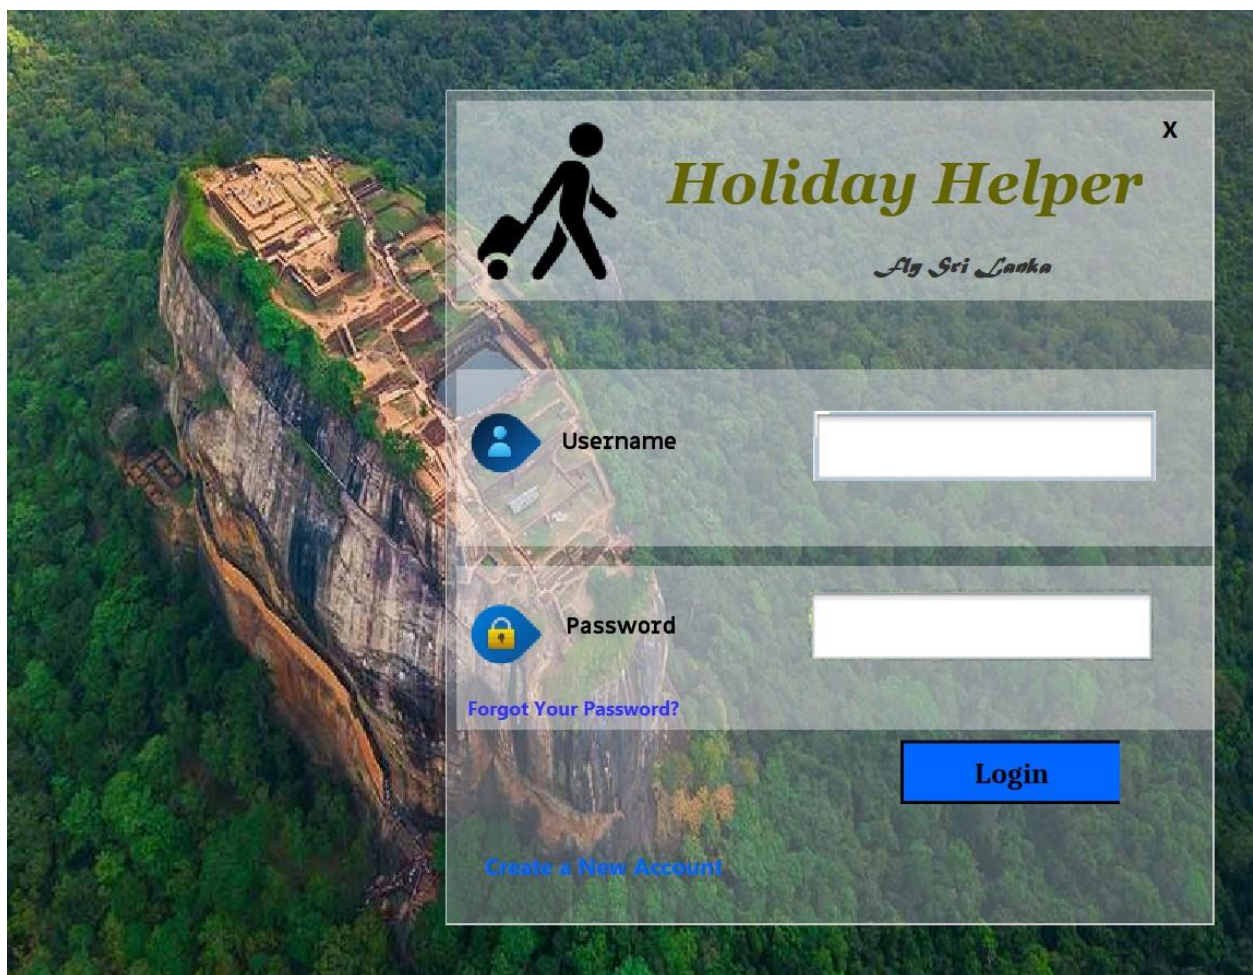 X
Holiday Helper
Fly Sri Lanka
Username
Password
Forgot Your Password?
Login
Create a New Account